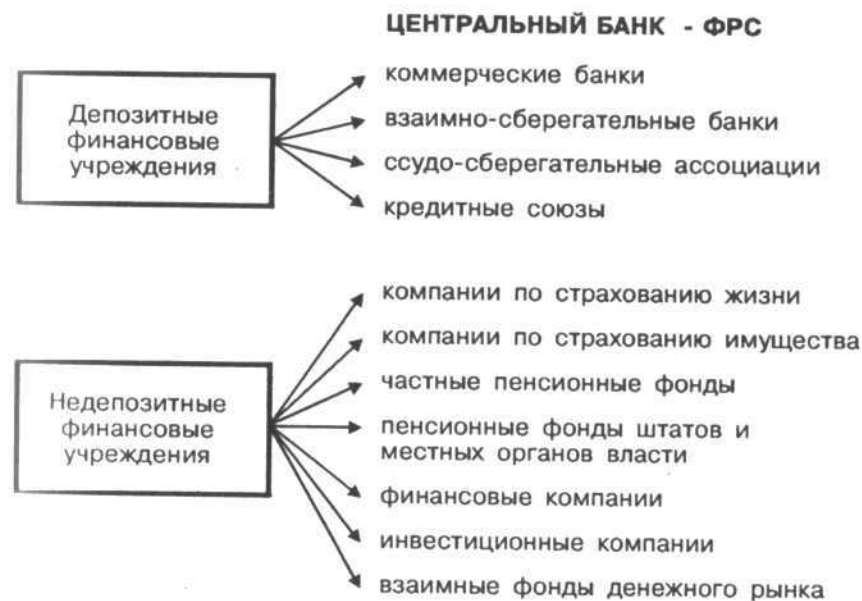 ЦЕНТРАЛЬНЫЙ БАНК - ФРС
Депозитные
финансовые
учреждения
коммерческие банки
взаимно-сберегательные банки
ссудо-сберегательные ассоциации
кредитные союзы
Недепозитные
финансовые
учреждения
компании по страхованию жизни
компании по страхованию имущества
частные пенсионные фонды
пенсионные фонды штатов и
местных органов власти
финансовые компании
инвестиционные компании
взаимные фонды денежного рынка